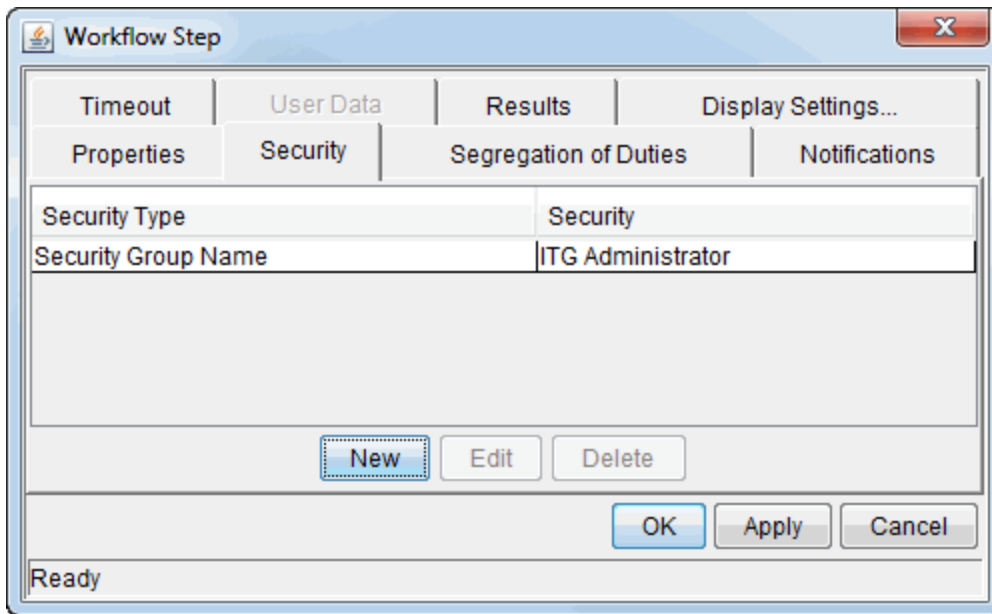 Workflow Step
Timeout User Data Results Display Settings...
Properties Security Segregation of Duties Notifications
Security Type Security
Security Group Name ITG Administrator
New Edit Delete
OK Apply Cancel
Ready